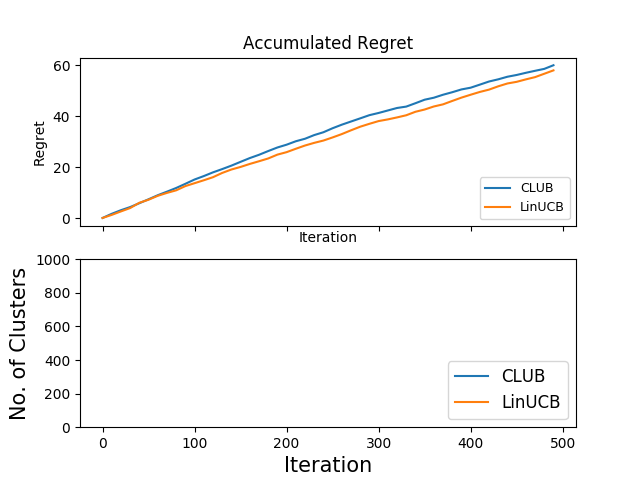 Accumulated Regret
60
40
20
0
Regret
CLUB
LinUCB
Iteration
1000
800
600
400
200
0
No. of Clusters
CLUB
LinUCB
0 100 200 300 400 500
Iteration